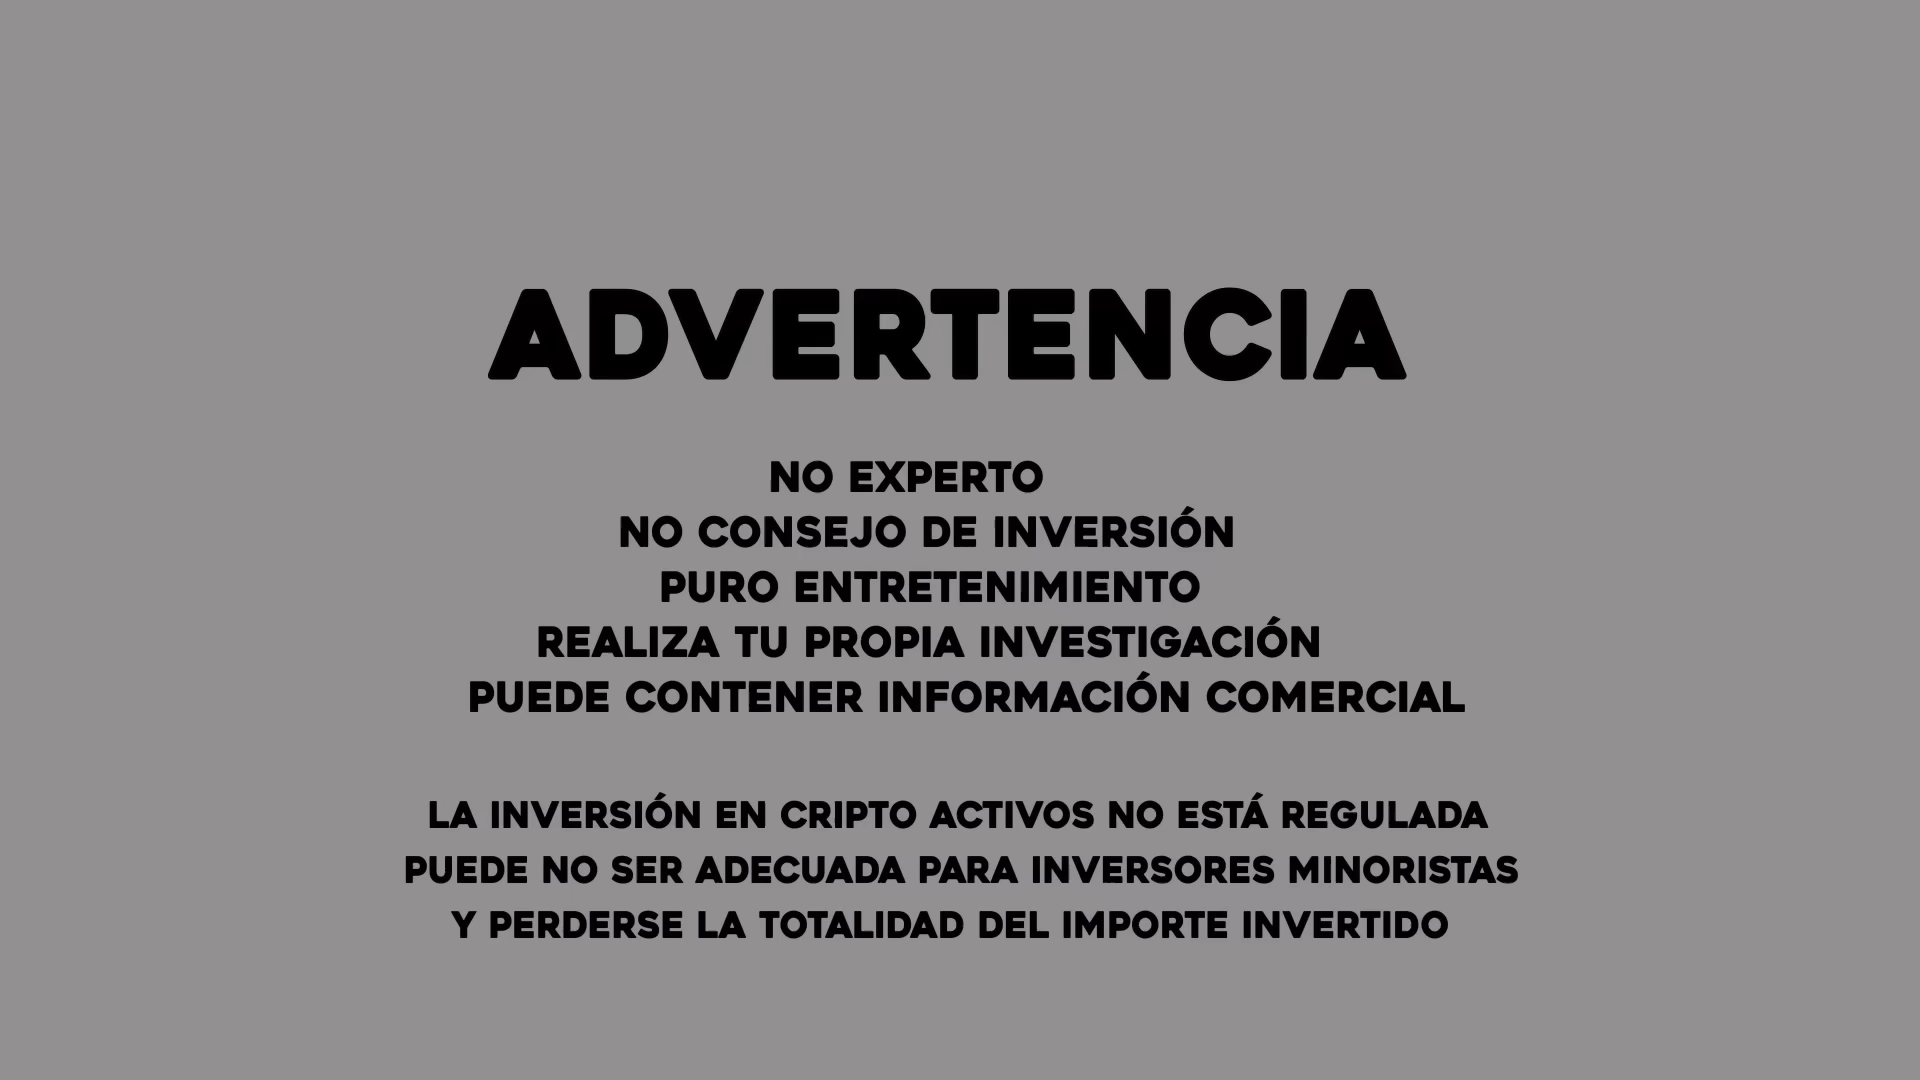 ADVERTENCIA
NO EXPERTO
NO CONSEJO DE INVERSIÓN
PURO ENTRETENIMIENTO
REALIZA TU PROPIA INVESTIGACIÓN
PUEDE CONTENER INFORMACIÓN COMERCIAL
LA INVERSIÓN EN CRIPTO ACTIVOS NO ESTÁ REGULADA
PUEDE NO SER ADECUADA PARA INVERSORES MINORISTAS
Y PERDERSE LA TOTALIDAD DEL IMPORTE INVERTIDO